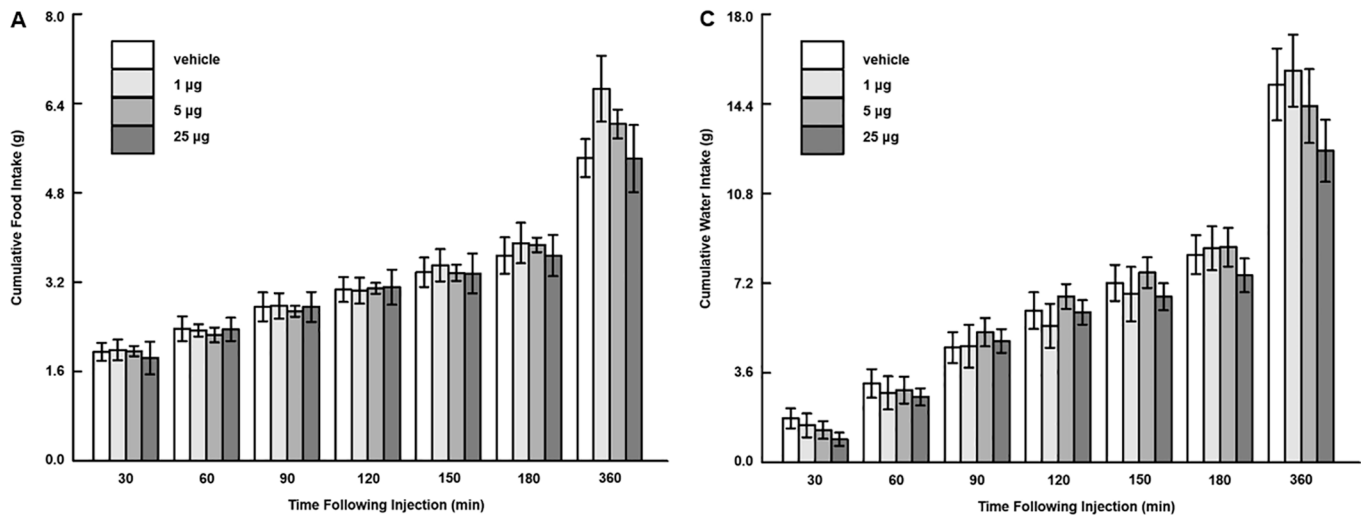 A
8.0
6.4
4.8
3.2
1.6
0.0
Cumulative Food Intake (g)
vehicle
1 µg
5 µg
25 µg
30 60 90 120 150 180 360
Time Following Injection (min)
C
18.0
14.4
10.8
7.2
3.6
0.0
Cumulative Water Intake (g)
vehicle
1 µg
5 µg
25 µg
30 60 90 120 150 180 360
Time Following Injection (min)